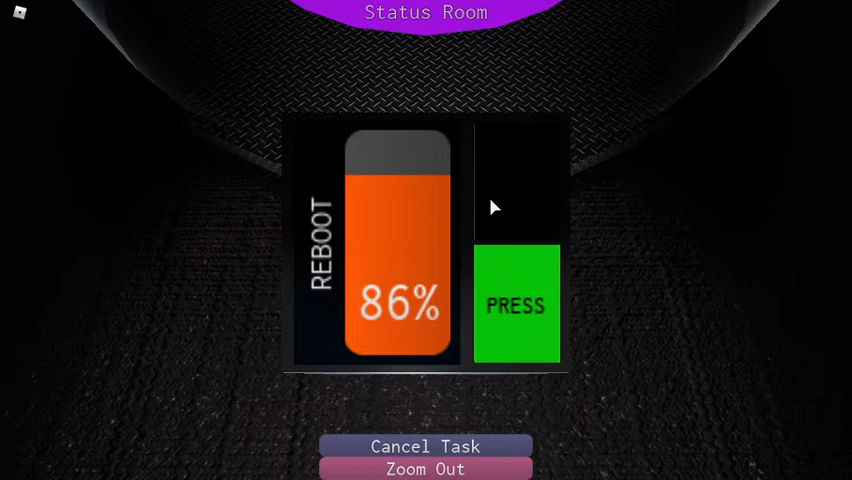 Status Room
REBOOT
86%
PRESS
Cancel Task
Zoom Out